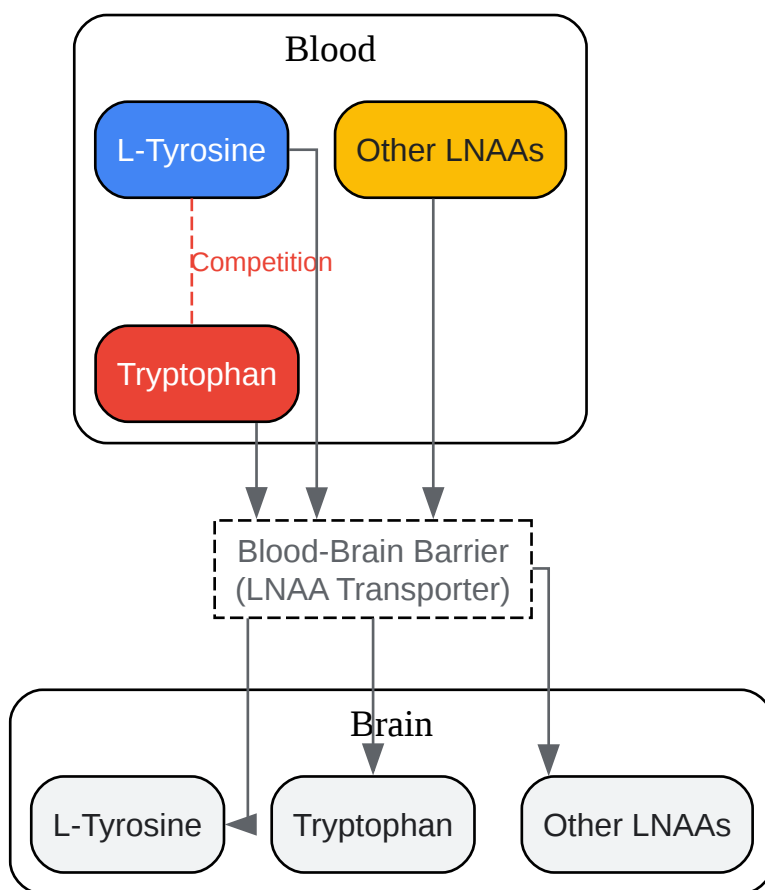 Blood
L-Tyrosine
Other LNAAs
Competition
Tryptophan
Blood-Brain Barrier
(LNAA Transporter)
Brain
L-Tyrosine
Tryptophan
Other LNAAs